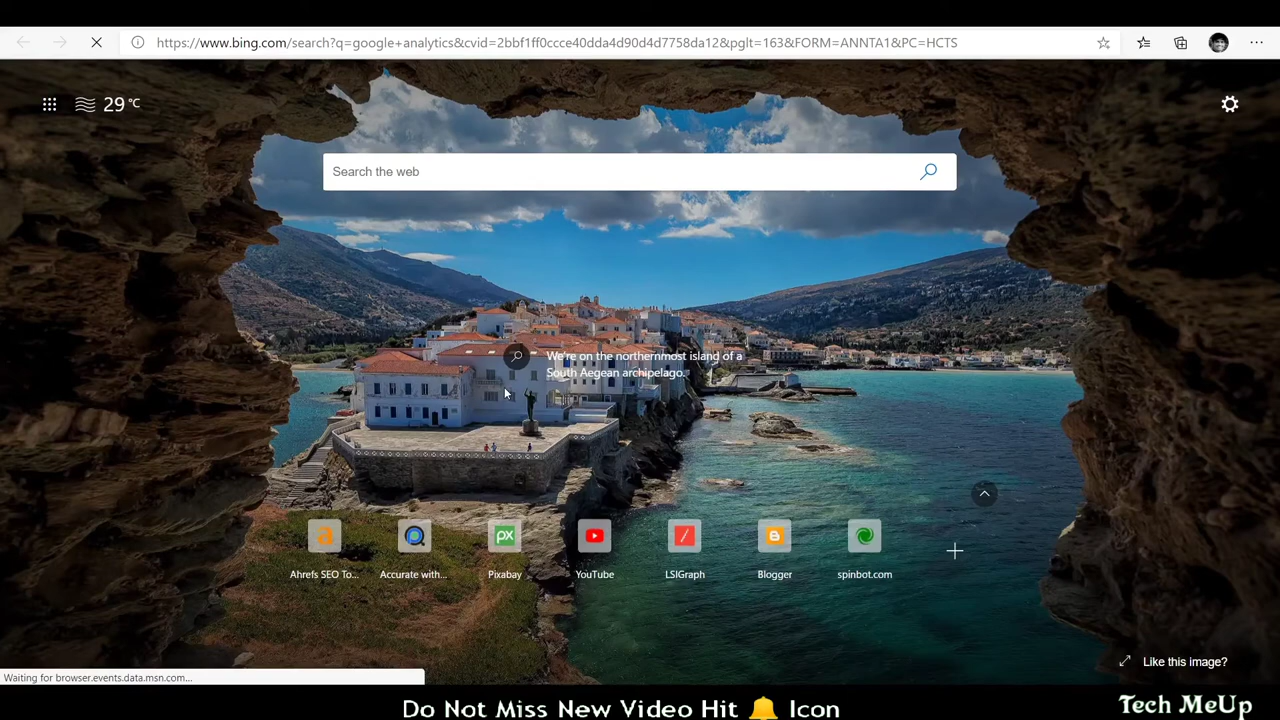 https://www.bing.com/search?q=google+analytics&cvid=2bbf1ff0ccce40dda4d90d4d7758da12&pglt=163&FORM=ANNTA1&PC=HCTS
29 °C
Search the web
We're on the northernmost island of a
South Aegean archipelago.
Ahrefs SEO To... Accurate with... Pixabay YouTube LSIGraph Blogger spinbot.com
Like this image?
Waiting for browser.events.data.msn.com...
Do Not Miss New Video Hit 🔔 Icon
Tech MeUp